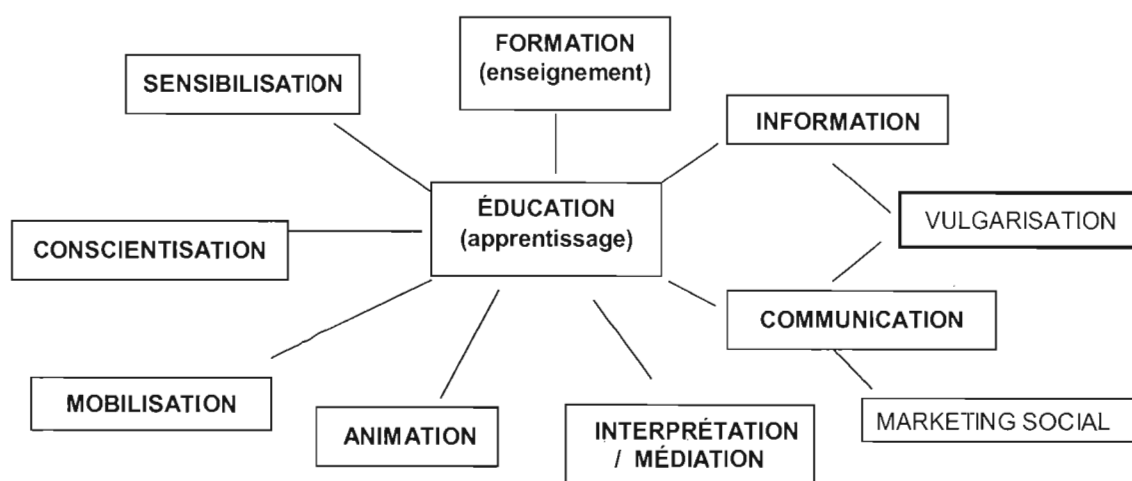 FORMATION
(enseignement)
SENSIBILISATION
INFORMATION
ÉDUCATION
(apprentissage)
VULGARISATION
CONSCIENTISATION
COMMUNICATION
MOBILISATION
ANIMATION
INTERPRÉTATION
/ MÉDIATION
MARKETING SOCIAL